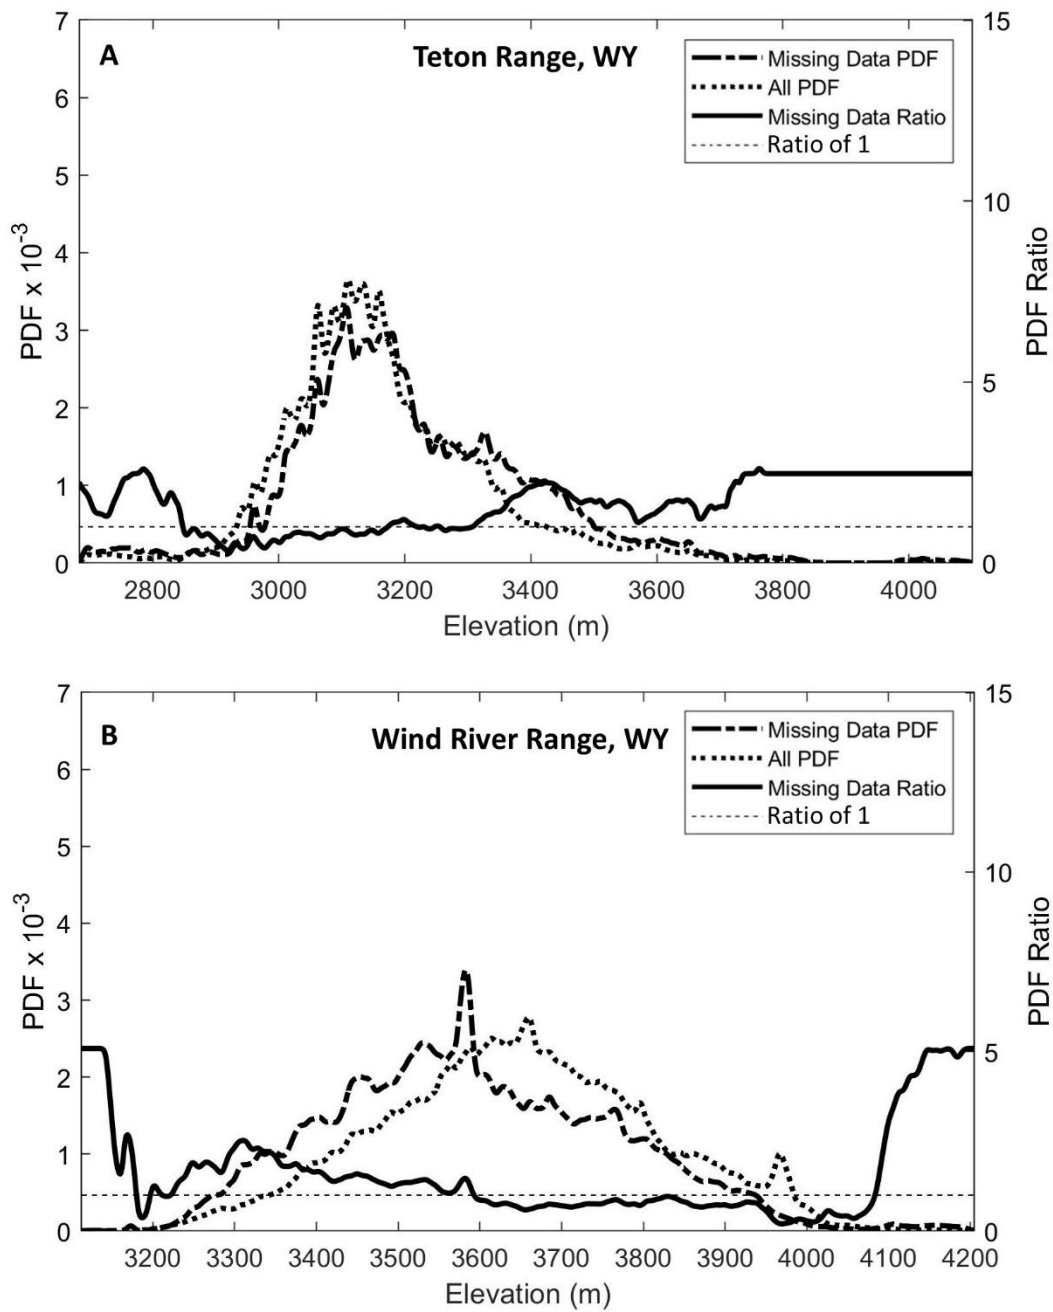 A
Teton Range, WY
Missing Data PDF
All PDF
Missing Data Ratio
Ratio of 1
7
6
5
4
3
2
1
0
PDF x 10-3
15
10
5
0
PDF Ratio
2800 3000 3200 3400 3600 3800 4000
Elevation (m)
B
Wind River Range, WY
Missing Data PDF
All PDF
Missing Data Ratio
Ratio of 1
7
6
5
4
3
2
1
0
PDF x 10-3
15
10
5
0
PDF Ratio
3200 3300 3400 3500 3600 3700 3800 3900 4000 4100 4200
Elevation (m)